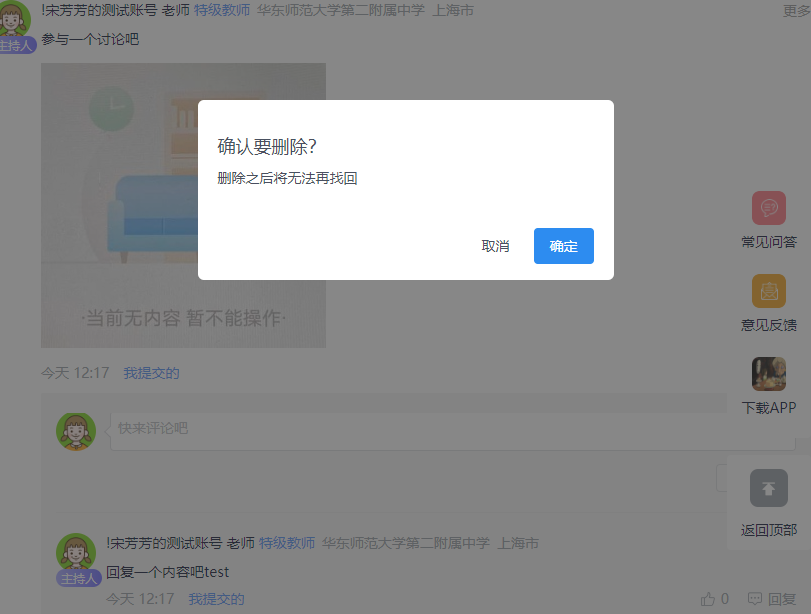 !宋芳芳的测试账号 老师 特级教师 华东师范大学第二附属中学 上海市
更多
主持人
参与一个讨论吧
确认要删除?
删除之后将无法再找回
取消 确定
常见问答
意见反馈
·当前无内容 暂不能操作·
今天 12:17 我提交的
下载APP
快来评论吧
返回顶部
!宋芳芳的测试账号 老师 特级教师 华东师范大学第二附属中学 上海市
主持人
回复一个内容吧test
今天 12:17 我提交的
0 回复